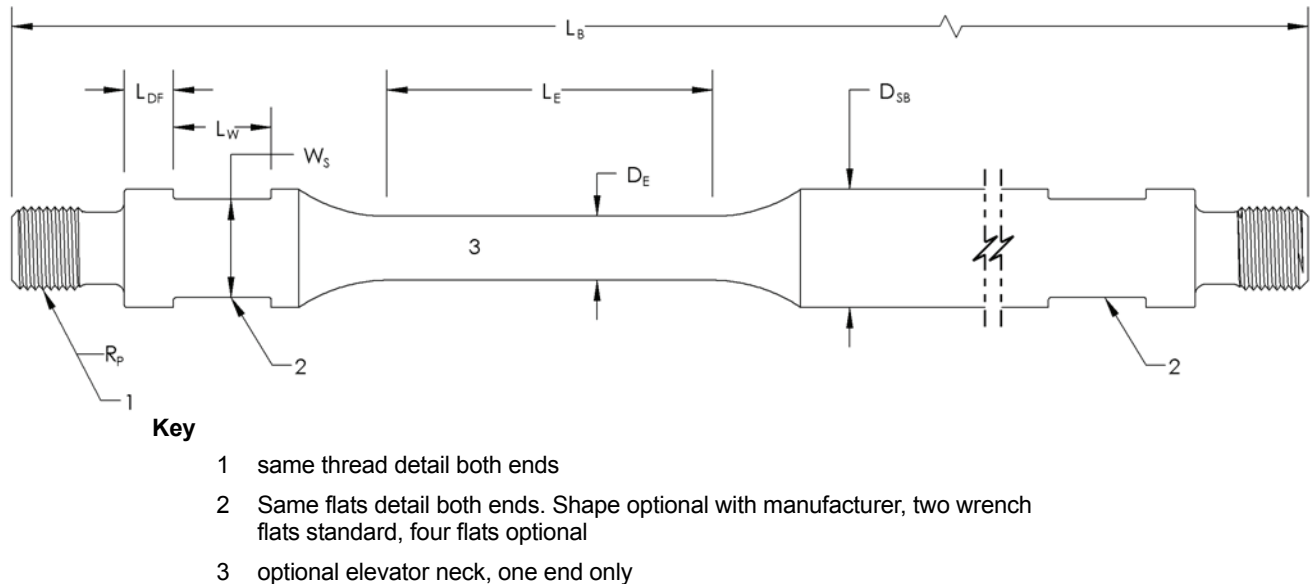 L_B
L_DF
L_E
D_SB
L_W
W_S
D_E
3
R_P
2
2
1
Key
1 same thread detail both ends
2 Same flats detail both ends. Shape optional with manufacturer, two wrench
flats standard, four flats optional
3 optional elevator neck, one end only